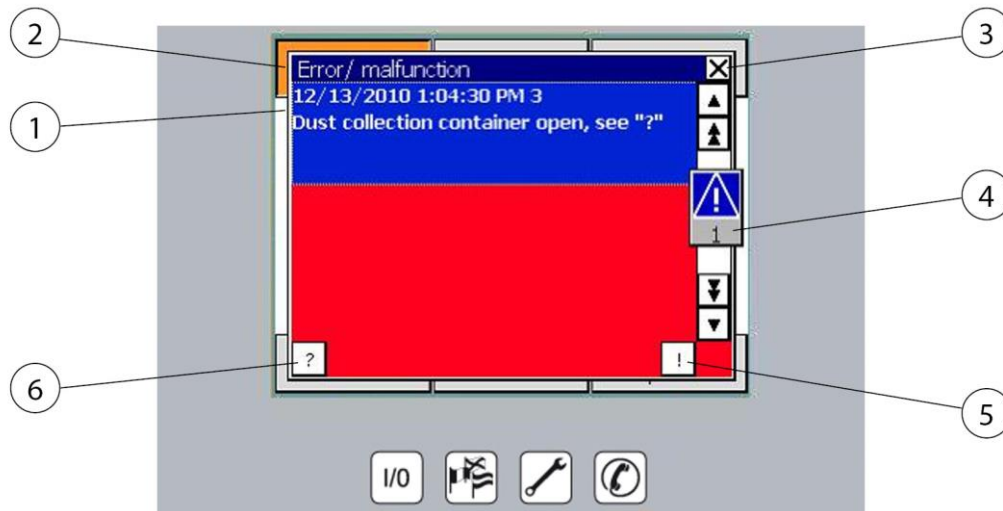 2
3
Error/ malfunction
12/13/2010 1:04:30 PM 3
Dust collection container open, see "?"
1
4
1
?
!
6
5
I/0